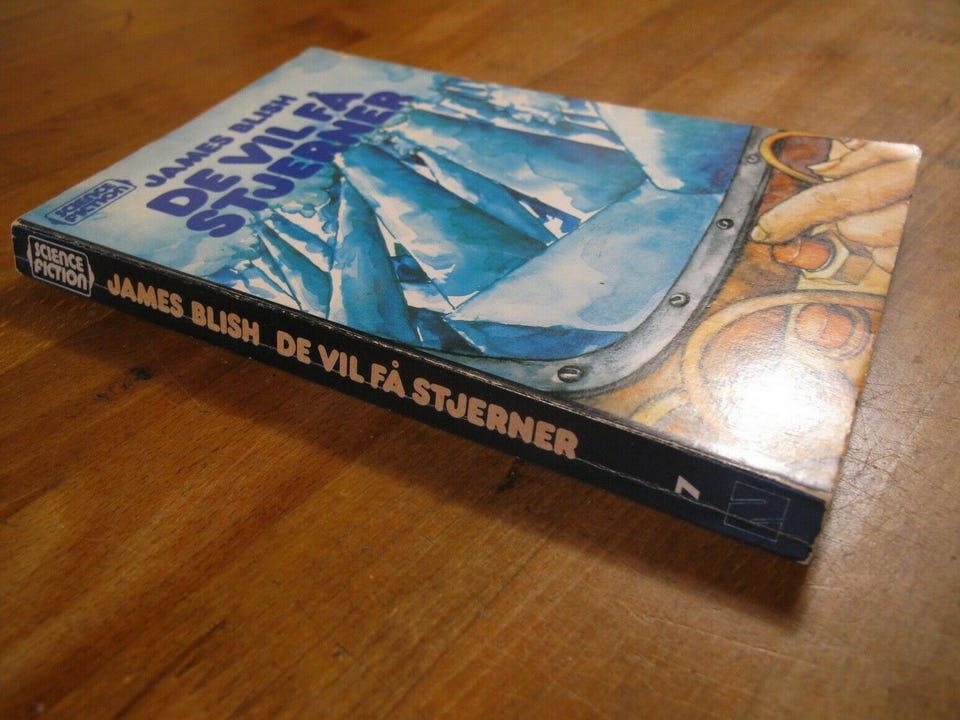 JAMES BLISH
DE VIL FÅ
STJERNER
SCIENCE
FICTION
SCIENCE
FICTION
JAMES BLISH DE VIL FÅ STJERNER
7